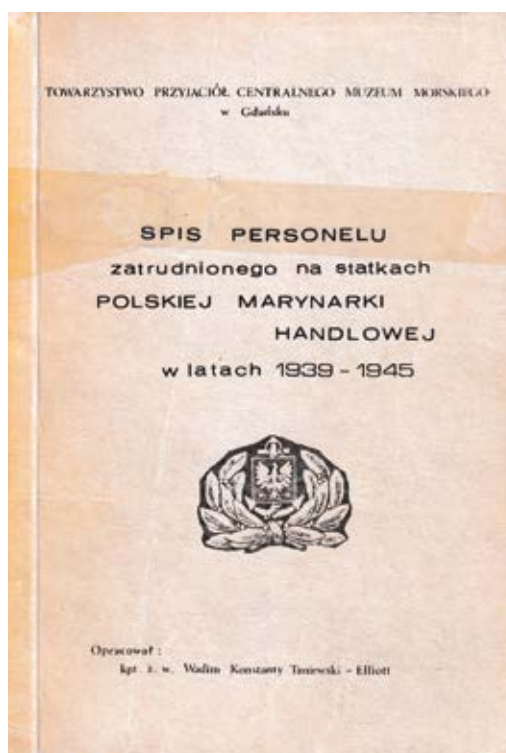 TOWARZYSTWO PRZYJACIÓŁ CENTRALNEGO MUZEUM MORSKIEGO
w Gdańsku
SPIS PERSONELU
zatrudnionego na statkach
POLSKIEJ MARYNARKI
HANDLOWEJ
w latach 1939 - 1945
Opracował :
kpt. ż. w. Wadim Konstanty Taniewski - Elliott